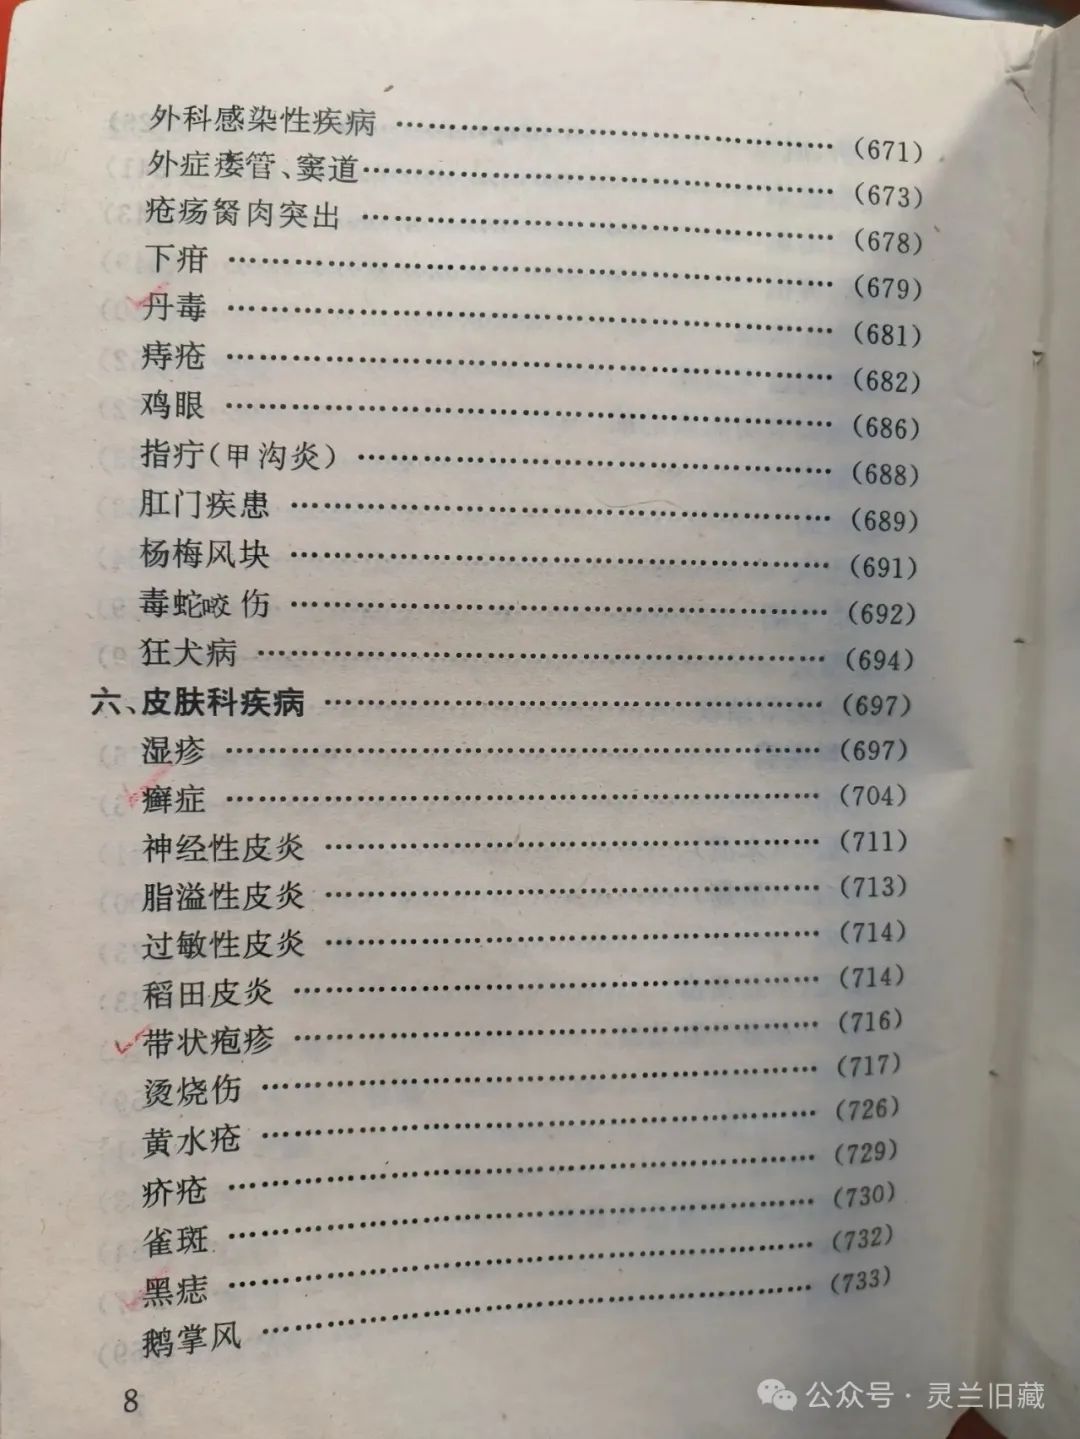 外科感染性疾病 …………………………………… (671)
外症瘘管、窦道 …………………………………… (673)
疮疡胬肉突出 …………………………………… (678)
下疳 …………………………………… (679)
丹毒 …………………………………… (681)
痔疮 …………………………………… (682)
鸡眼 …………………………………… (686)
指疔(甲沟炎) …………………………………… (688)
肛门疾患 …………………………………… (689)
杨梅风块 …………………………………… (691)
毒蛇咬伤 …………………………………… (692)
狂犬病 …………………………………… (694)
六、皮肤科疾病 …………………………………… (697)
湿疹 …………………………………… (697)
癣症 …………………………………… (704)
神经性皮炎 …………………………………… (711)
脂溢性皮炎 …………………………………… (713)
过敏性皮炎 …………………………………… (714)
稻田皮炎 …………………………………… (714)
带状疱疹 …………………………………… (716)
烫烧伤 …………………………………… (717)
黄水疮 …………………………………… (726)
疥疮 …………………………………… (729)
雀斑 …………………………………… (730)
黑痣 …………………………………… (732)
鹅掌风 …………………………………… (733)
8
公众号·灵兰旧藏